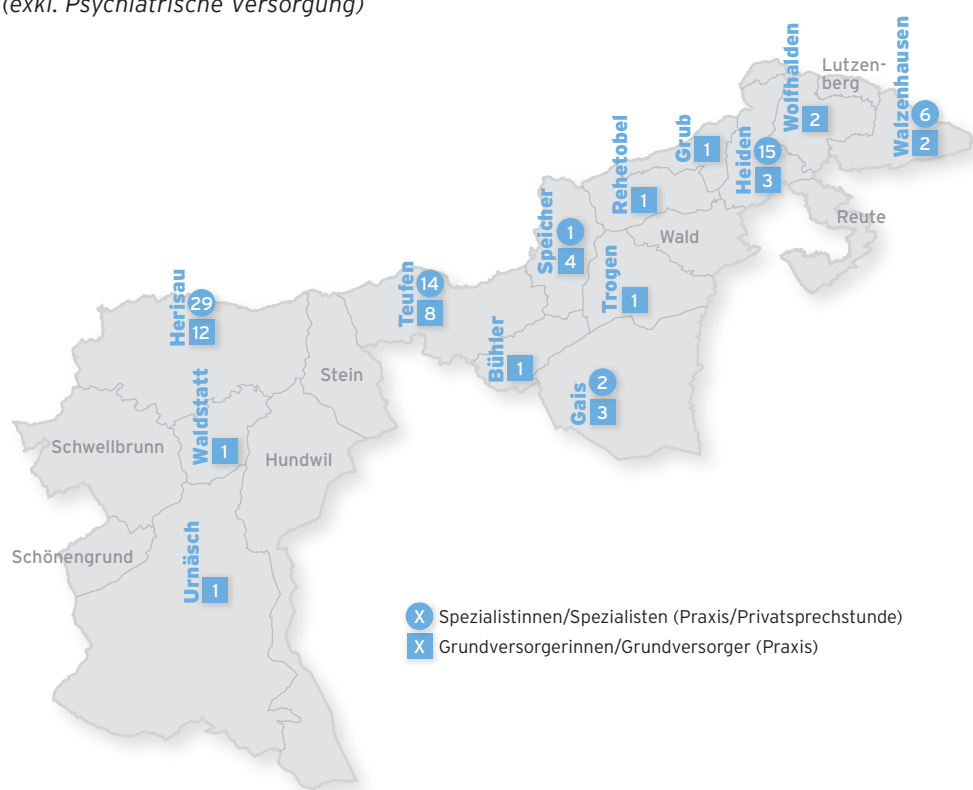 (exkl. Psychiatrische Versorgung)
Lutzen-
berg
Wolfhalden
2
Walzenhausen
6
2
Grub
1
Heiden
15
3
Rehetobel
1
Reute
Wald
Speicher
1
4
Trogen
1
Teufen
14
8
Herisau
29
12
Bühler
1
Stein
Gais
2
3
Waldstatt
1
Schwellbrunn
Hundwil
Schönengrund
Urnäsch
1
X Spezialistinnen/Spezialisten (Praxis/Privatsprechstunde)
X Grundversorgerinnen/Grundversorger (Praxis)